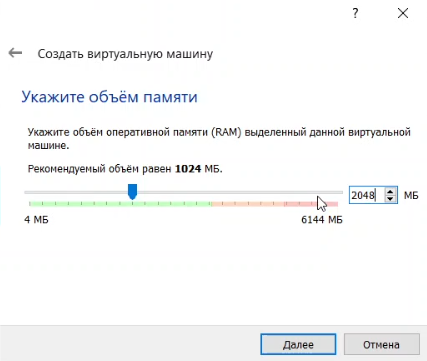 ?
Создать виртуальную машину
Укажите объём памяти
Укажите объём оперативной памяти (RAM) выделенный данной виртуальной
машине.
Рекомендуемый объём равен 1024 МБ.
2048 МБ
4 МБ 6144 МБ
Далее Отмена